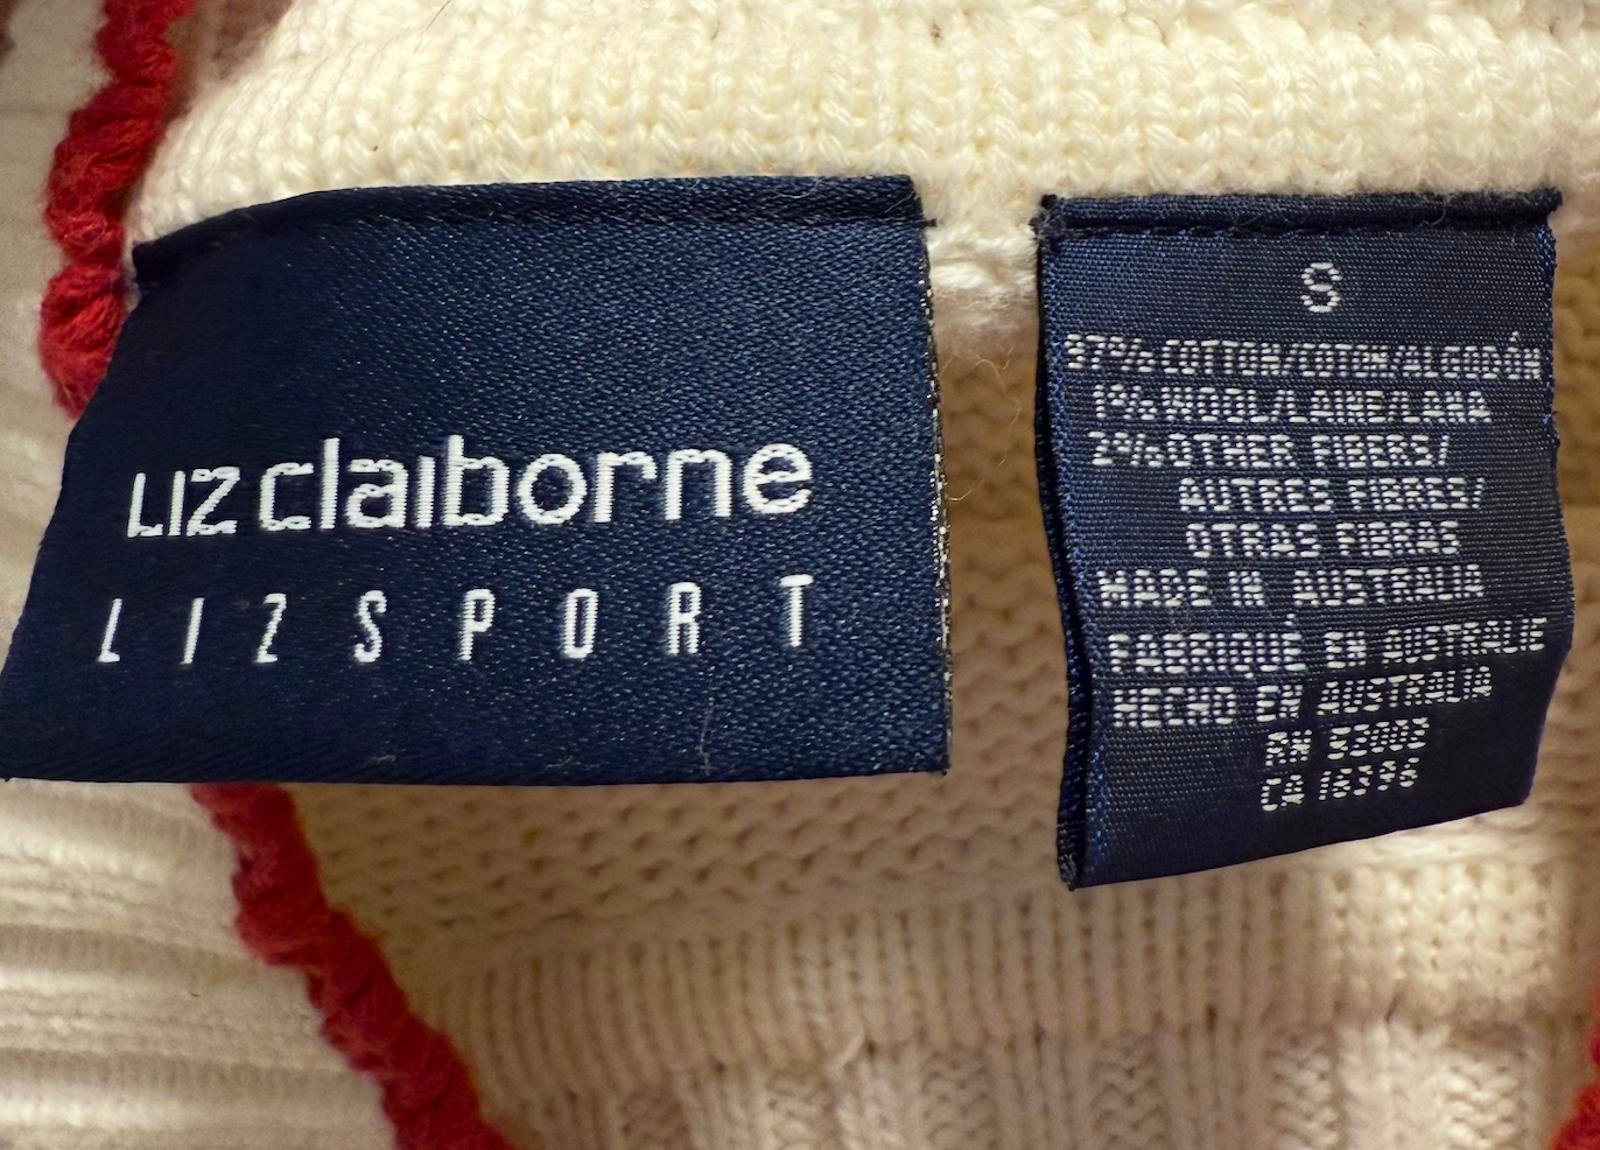 LIZ claiborne
LIZSPORT
S
97% COTTON/COTON/ALGODÓN
1% WOOL/LAINE/LANA
2% OTHER FIBERS/
AUTRES FIBRES/
OTRAS FIBRAS
MADE IN AUSTRALIA
FABRIQUÉ EN AUSTRALIE
HECHO EN AUSTRALIA
RN 52002
CA 16396